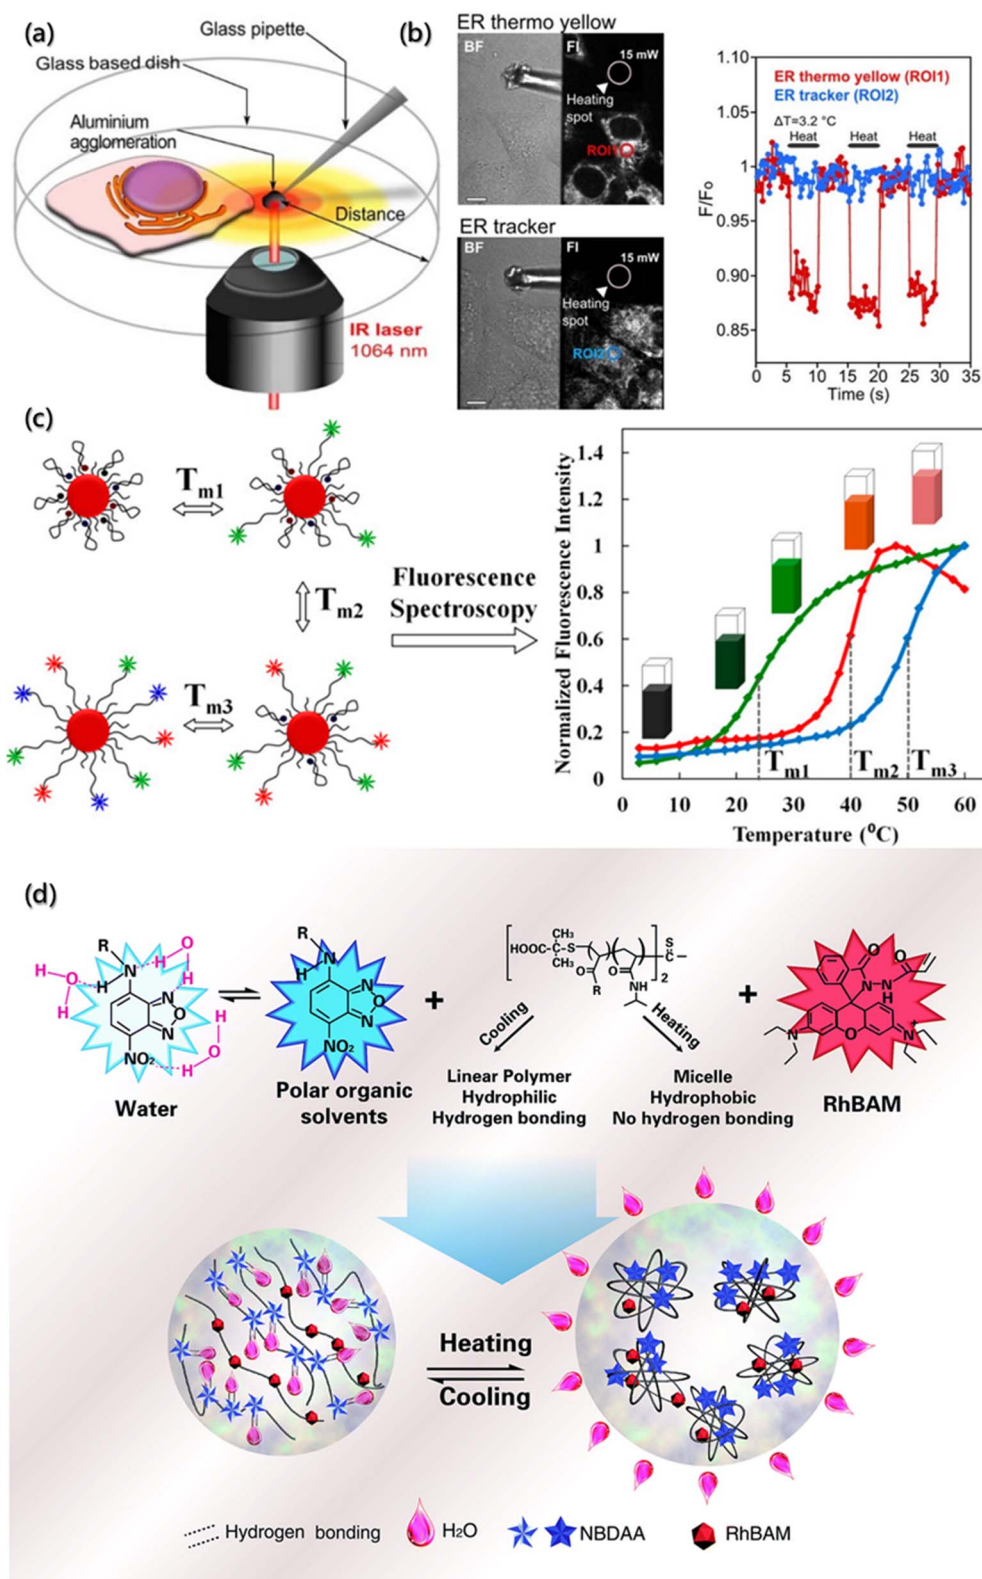 (a)
Glass pipette
Glass based dish
Aluminium
agglomeration
Distance
IR laser
1064 nm
(b)
ER thermo yellow
BF
FI
15 mW
Heating
spot
ROI1
ER tracker
BF
FI
15 mW
Heating
spot
ROI2
1.10
1.05
1
0.95
0.90
0.85
F/Fo
ER thermo yellow (ROI1)
ER tracker (ROI2)
ΔT=3.2 °C
Heat
Heat
Heat
0 5 10 15 20 25 30 35
Time (s)
(c)
Tm1
Tm2
Tm3
Fluorescence
Spectroscopy
Normalized Fluorescence Intensity
1.4
1.2
1
0.8
0.6
0.4
0.2
0
Tm1
Tm2
Tm3
0 10 20 30 40 50 60
Temperature (⁰C)
(d)
R
H
O
H
N
H
O
H
H
H
N
O
N
NO₂
H
O
H
Water
R
H
N
N
O
N
NO₂
Polar organic
solvents
+
HOOC
CH₃
CH₃
S
R
O
NH
2
S
C
Cooling
Heating
Linear Polymer
Hydrophilic
Hydrogen bonding
Micelle
Hydrophobic
No hydrogen bonding
+
O
O
N
N
H
N
O
N
+
RhBAM
Heating
Cooling
Hydrogen bonding
H₂O
NBDAA
RhBAM